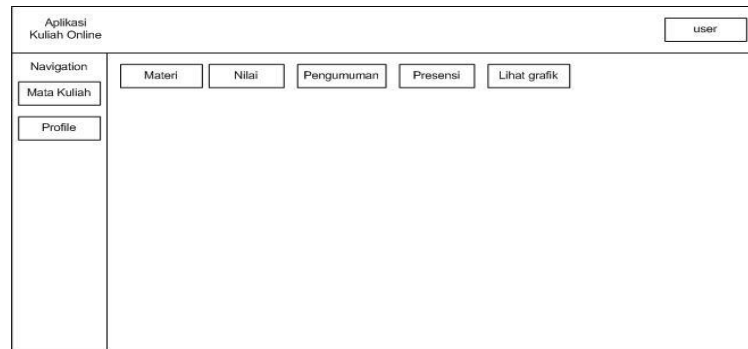 Aplikasi
Kuliah Online
user
Navigation
Mata Kuliah
Profile
Materi
Nilai
Pengumuman
Presensi
Lihat grafik